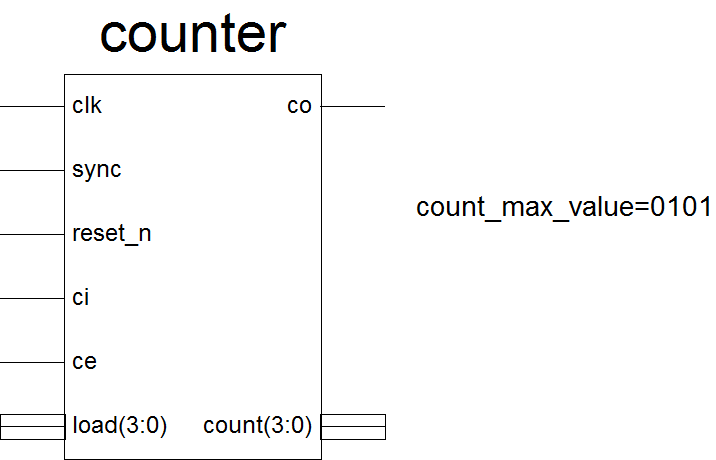 counter
clk
co
sync
count_max_value=0101
reset_n
ci
ce
load(3:0)
count(3:0)